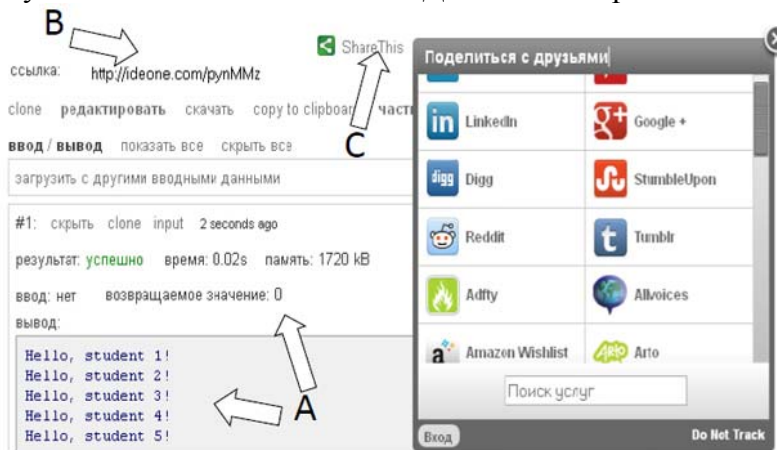 B
ShareThis
ссылка: http://ideone.com/pynMMz
clone редактировать скачать copy to clipboard
C
ввод / вывод показать все скрыть все
загрузить с другими вводными данными
#1: скрыть clone input 2 seconds ago
результат: успешно время: 0.02s память: 1720 kB
ввод: нет возвращаемое значение: 0
вывод:
Hello, student 1!
Hello, student 2!
Hello, student 3!
Hello, student 4!
Hello, student 5!
A
Поделиться с друзьями
LinkedIn Google +
Digg StumbleUpon
Reddit Tumblr
Adfty Allvoices
Amazon Wishlist Arto
Поиск услуг
Вход Do Not Track